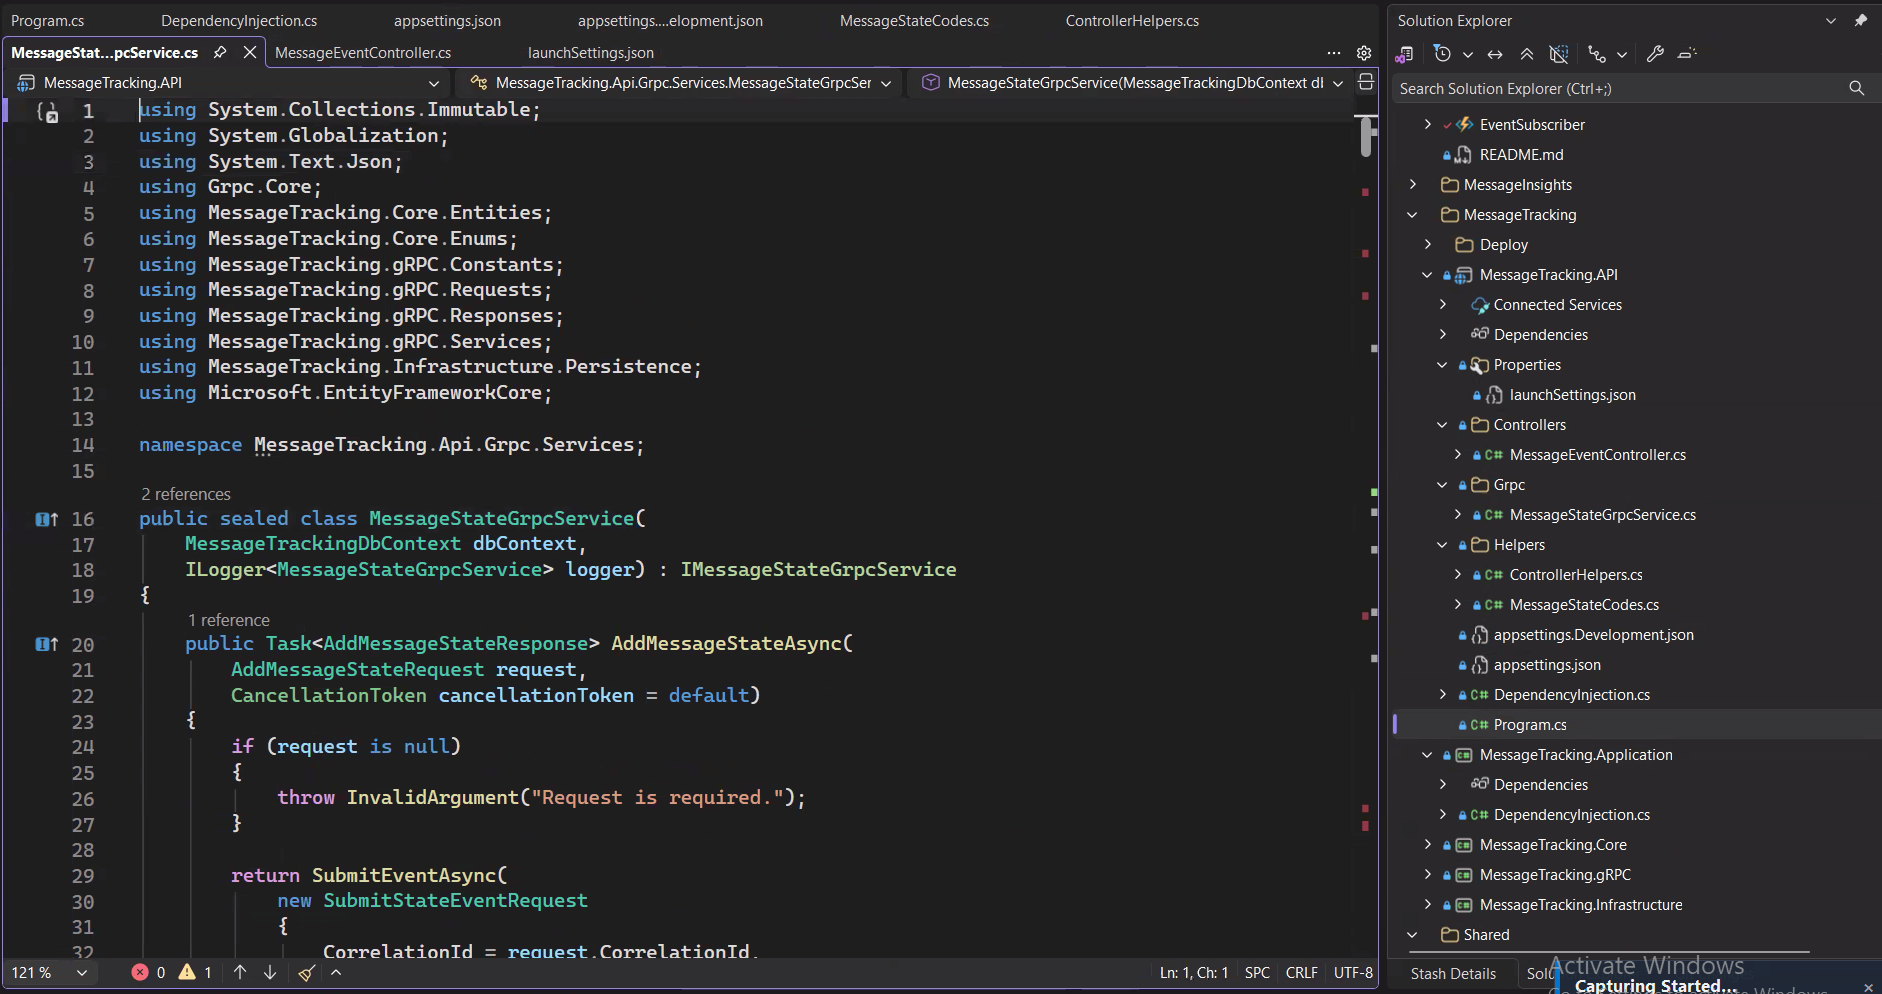 Program.cs DependencyInjection.cs appsettings.json appsettings....elopment.json MessageStateCodes.cs ControllerHelpers.cs
MessageStat...pcService.cs MessageEventController.cs launchSettings.json
MessageTracking.API MessageTracking.Api.Grpc.Services.MessageStateGrpcSer MessageStateGrpcService(MessageTrackingDbContext dl
1 using System.Collections.Immutable;
2 using System.Globalization;
3 using System.Text.Json;
4 using Grpc.Core;
5 using MessageTracking.Core.Entities;
6 using MessageTracking.Core.Enums;
7 using MessageTracking.gRPC.Constants;
8 using MessageTracking.gRPC.Requests;
9 using MessageTracking.gRPC.Responses;
10 using MessageTracking.gRPC.Services;
11 using MessageTracking.Infrastructure.Persistence;
12 using Microsoft.EntityFrameworkCore;
13
14 namespace MessageTracking.Api.Grpc.Services;
15
2 references
16 public sealed class MessageStateGrpcService(
17 MessageTrackingDbContext dbContext,
18 ILogger<MessageStateGrpcService> logger) : IMessageStateGrpcService
19 {
1 reference
20 public Task<AddMessageStateResponse> AddMessageStateAsync(
21 AddMessageStateRequest request,
22 CancellationToken cancellationToken = default)
23 {
24 if (request is null)
25 {
26 throw InvalidArgument("Request is required.");
27 }
28
29 return SubmitEventAsync(
30 new SubmitStateEventRequest
31 {
32 CorrelationId = request.CorrelationId,
121 % 0 1 Ln: 1, Ch: 1 SPC CRLF UTF-8
Solution Explorer
Search Solution Explorer (Ctrl+;)
EventSubscriber
README.md
MessageInsights
MessageTracking
Deploy
MessageTracking.API
Connected Services
Dependencies
Properties
launchSettings.json
Controllers
MessageEventController.cs
Grpc
MessageStateGrpcService.cs
Helpers
ControllerHelpers.cs
MessageStateCodes.cs
appsettings.Development.json
appsettings.json
DependencyInjection.cs
Program.cs
MessageTracking.Application
Dependencies
DependencyInjection.cs
MessageTracking.Core
MessageTracking.gRPC
MessageTracking.Infrastructure
Shared
Stash Details Solu
Activate Windows
Capturing Started...